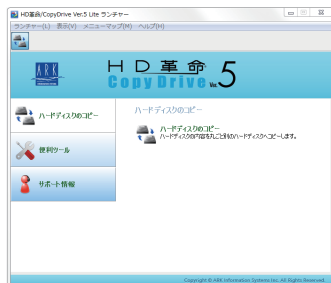 HD革命/CopyDrive Ver.5 Lite ランチャー
ランチャー(L) 表示(V) メニューマップ(M) ヘルプ(H)
ARK
HD革命
CopyDrive Ver.5
ハードディスクのコピー
便利ツール
サポート情報
ハードディスクのコピー
ハードディスクのコピー
ハードディスクの内容を丸ごと別のハードディスクへコピーします。
Copyright © ARK Information Systems Inc. All Rights Reserved.